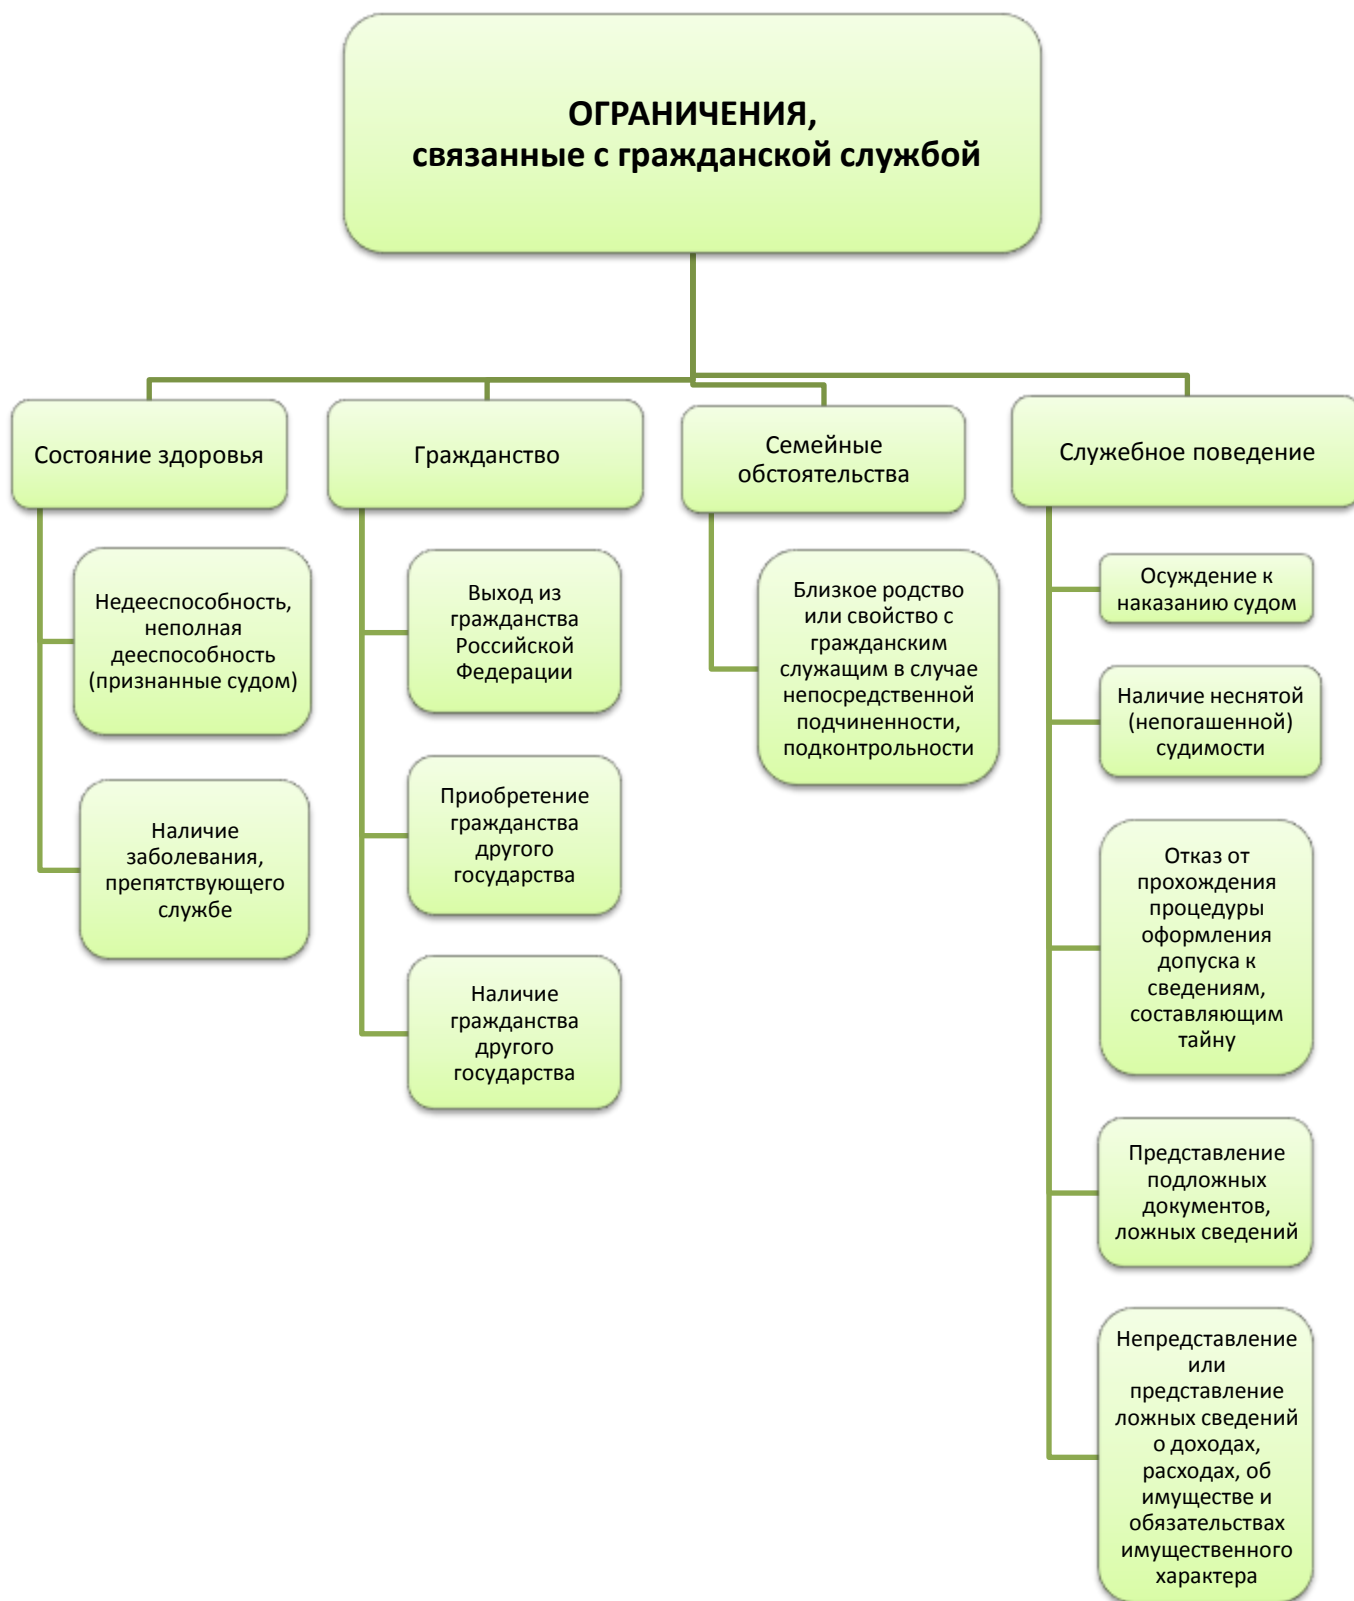 ОГРАНИЧЕНИЯ,
связанные с гражданской службой
Состояние здоровья
Недееспособность,
неполная
дееспособность
(признанные судом)
Наличие
заболевания,
препятствующего
службе
Гражданство
Выход из
гражданства
Российской
Федерации
Приобретение
гражданства
другого
государства
Наличие
гражданства
другого
государства
Семейные
обстоятельства
Близкое родство
или свойство с
гражданским
служащим в случае
непосредственной
подчиненности,
подконтрольности
Служебное поведение
Осуждение к
наказанию судом
Наличие неснятой
(непогашенной)
судимости
Отказ от
прохождения
процедуры
оформления
допуска к
сведениям,
составляющим
тайну
Представление
подложных
документов,
ложных сведений
Непредставление
или
представление
ложных сведений
о доходах,
расходах, об
имуществе и
обязательствах
имущественного
характера